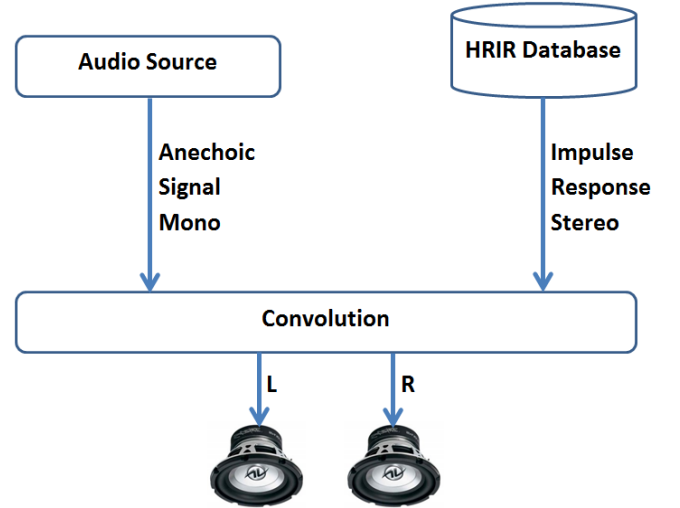 Audio Source
HRIR Database
Anechoic
Signal
Mono
Impulse
Response
Stereo
Convolution
L
R